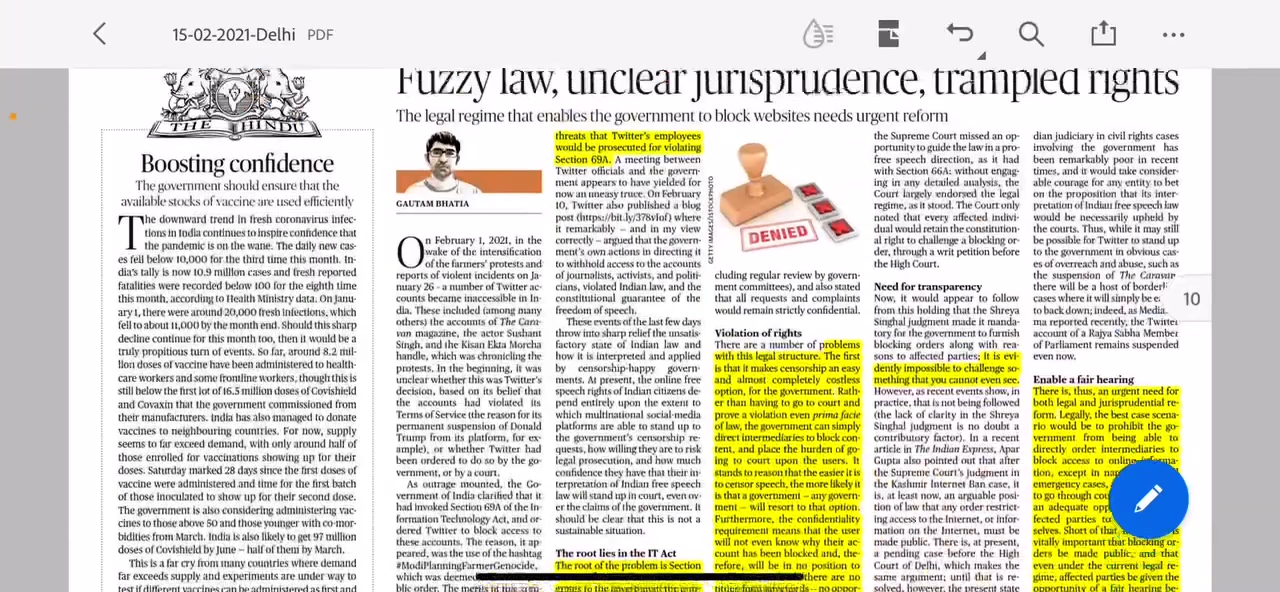 15-02-2021-Delhi PDF
Fuzzy law, unclear jurisprudence, trampled rights
The legal regime that enables the government to block websites needs urgent reform
THE HINDU
Boosting confidence
The government should ensure that the
available stocks of vaccine are used efficiently
The downward trend in fresh coronavirus infec-
tions in India continues to inspire confidence that
the pandemic is on the wane. The daily new cas-
es fell below 10,000 for the third time this month. In-
dia's tally is now 10.9 million cases and fresh reported
fatalities were recorded below 100 for the eighth time
this month, according to Health Ministry data. On Janu-
ary 1, there were around 20,000 fresh infections, which
fell to about 11,000 by the month end. Should this sharp
decline continue for this month too, then it would be a
truly propitious turn of events. So far, around 8.2 mil-
lion doses of vaccine have been administered to health-
care workers and some frontline workers, though this is
still below the first lot of 16.5 million doses of Covishield
and Covaxin that the government commissioned from
their manufacturers. India has also managed to donate
vaccines to neighbouring countries. For now, supply
seems to far exceed demand, with only around half of
those enrolled for vaccinations showing up for their
doses. Saturday marked 28 days since the first doses of
vaccine were administered and time for the first batch
of those inoculated to show up for their second dose.
The government is also considering administering vac-
cines to those above 50 and those younger with co-mor-
bidities from March. India is also likely to get 97 million
doses of Covishield by June – half of them by March.
This is a far cry from many countries where demand
far exceeds supply and experiments are under way to
test if different vaccines can be administered as first and
GAUTAM BHATIA
On February 1, 2021, in the
wake of the intensification
of the farmers' protests and
reports of violent incidents on Ja-
nuary 26 – a number of Twitter ac-
counts became inaccessible in In-
dia. These included (among many
others) the accounts of The Cara-
van magazine, the actor Sushant
Singh, and the Kisan Ekta Morcha
handle, which was chronicling the
protests. In the beginning, it was
unclear whether this was Twitter's
decision, based on its belief that
the accounts had violated its
Terms of Service (the reason for its
permanent suspension of Donald
Trump from its platform, for ex-
ample), or whether Twitter had
been ordered to do so by the go-
vernment, or by a court.
As outrage mounted, the Go-
vernment of India clarified that it
had invoked Section 69A of the In-
formation Technology Act, and or-
dered Twitter to block access to
these accounts. The reason, it ap-
peared, was the use of the hashtag
#ModiPlanningFarmerGenocide,
which was deemed
blic order. The merits of this
threats that Twitter's employees
would be prosecuted for violating
Section 69A. A meeting between
Twitter officials and the govern-
ment appears to have yielded for
now an uneasy truce. On February
10, Twitter also published a blog
post (https://bit.ly/378vlof) where
it remarkably – and in my view
correctly – argued that the govern-
ment's own actions in directing it
to withhold access to the accounts
of journalists, activists, and politi-
cians, violated Indian law, and the
constitutional guarantee of the
freedom of speech.
These events of the last few days
throw into sharp relief the unsatis-
factory state of Indian law and
how it is interpreted and applied
by censorship-happy govern-
ments. At present, the online free
speech rights of Indian citizens de-
pend entirely upon the extent to
which multinational social-media
platforms are able to stand up to
the government's censorship re-
quests, how willing they are to risk
legal prosecution, and how much
confidence they have that their in-
terpretation of Indian free speech
law will stand up in court, even ov-
er the claims of the government. It
should be clear that this is not a
sustainable situation.
The root lies in the IT Act
The root of the problem is Section
GETTY IMAGES/ISTOCKPHOTO
DENIED
cluding regular review by govern-
ment committees), and also stated
that all requests and complaints
would remain strictly confidential.
Violation of rights
There are a number of problems
with this legal structure. The first
is that it makes censorship an easy
and almost completely costless
option, for the government. Rath-
er than having to go to court and
prove a violation even prima facie
of law, the government can simply
direct intermediaries to block con-
tent, and place the burden of go-
ing to court upon the users. It
stands to reason that the easier it is
to censor speech, the more likely it
is that a government – any govern-
ment – will resort to that option.
Furthermore, the confidentiality
requirement means that the user
will not even know why their ac-
count has been blocked and, the-
refore, will be in no position to
there are no
the Supreme Court missed an op-
portunity to guide the law in a pro-
free speech direction, as it had
with Section 66A: without engag-
ing in any detailed analysis, the
Court largely endorsed the legal
regime, as it stood. The Court only
noted that every affected indivi-
dual would retain the constitution-
al right to challenge a blocking or-
der, through a writ petition before
the High Court.
Need for transparency
Now, it would appear to follow
from this holding that the Shreya
Singhal judgment made it manda-
tory for the government to furnish
blocking orders along with rea-
sons to affected parties; it is evi-
dently impossible to challenge so-
mething that you cannot even see.
However, as recent events show, in
practice, that is not being followed
(the lack of clarity in the Shreya
Singhal judgment is no doubt a
contributory factor). In a recent
article in The Indian Express, Apar
Gupta also pointed out that after
the Supreme Court's judgment in
the Kashmir Internet Ban case, it
is, at least now, an arguable posi-
tion of law that any order restrict-
ing access to the Internet, or infor-
mation on the Internet, must be
made public. There is, at present,
a pending case before the High
Court of Delhi, which makes the
same argument; until that is re-
solved, however, the present state
dian judiciary in civil rights cases
involving the government has
been remarkably poor in recent
times, and it would take consider-
able courage for any entity to bet
on the proposition that its inter-
pretation of Indian free speech law
would be necessarily upheld by
the courts. Thus, while it may still
be possible for Twitter to stand up
to the government in obvious cas-
es of overreach and abuse, such as
the suspension of The Caravan
there will be a host of borderl
cases where it will simply be e
to back down; indeed, as Media
ma reported recently, the Twitter
account of a Rajya Sabha Member
of Parliament remains suspended
even now.
10
Enable a fair hearing
There is, thus, an urgent need for
both legal and jurisprudential re-
form. Legally, the best case scena-
rio would be to prohibit the go-
vernment from being able to
directly order intermediaries to
block access to online informa-
tion, except in
emergency cases,
to go through
an adequate
fected parties to
selves. Short of that
vitally important that blocking or-
ders be made public, and that
even under the current legal re-
gime, affected parties be given the
opportunity of a fair hearing be-